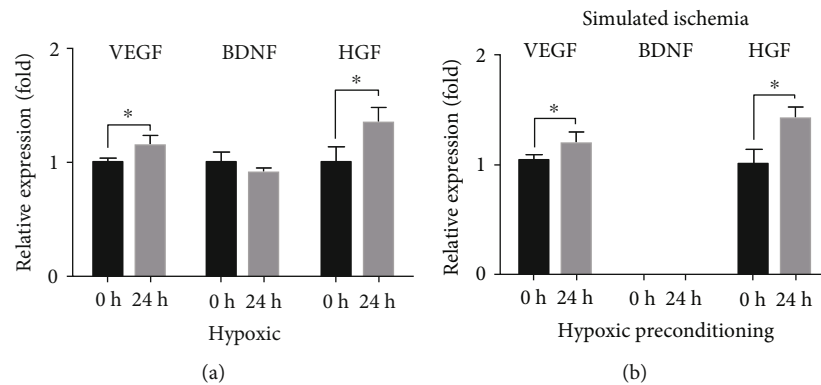 VEGF BDNF HGF
Relative expression (fold)
2
1
0
* *
0 h 24 h 0 h 24 h 0 h 24 h
Hypoxic
(a)
Simulated ischemia
VEGF BDNF HGF
Relative expression (fold)
2
1
0
* *
0 h 24 h 0 h 24 h 0 h 24 h
Hypoxic preconditioning
(b)